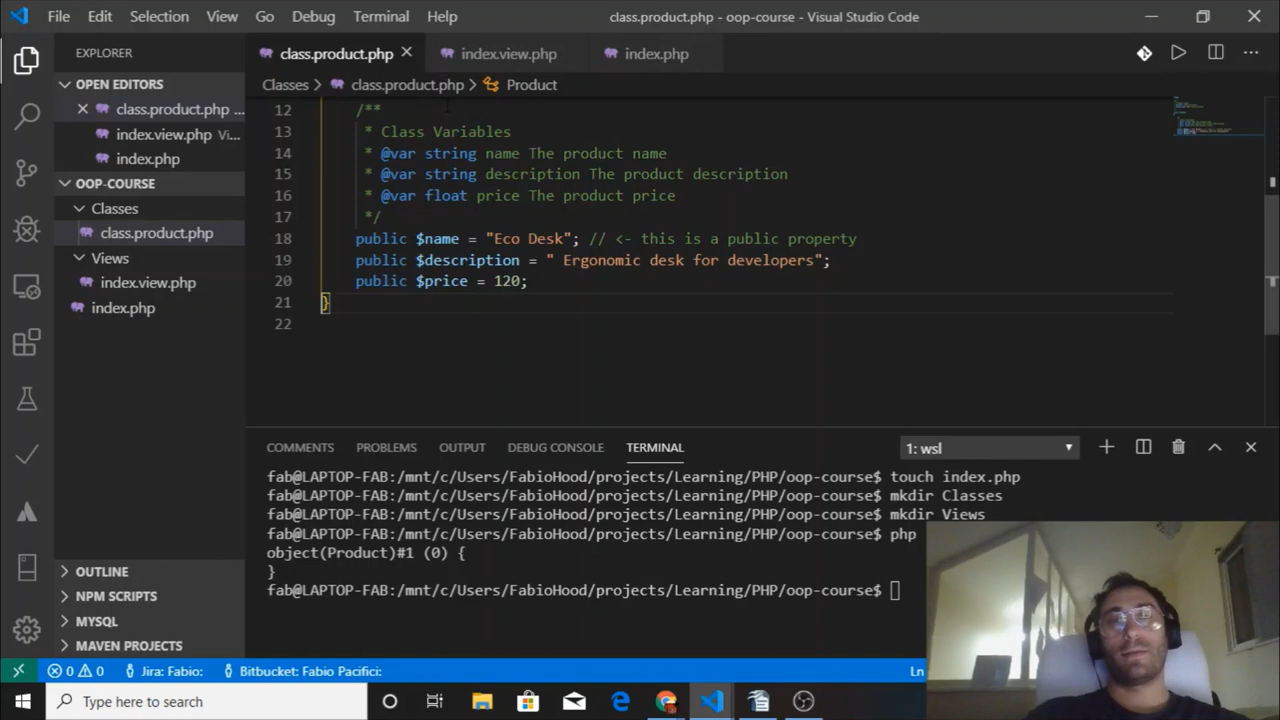 File Edit Selection View Go Debug Terminal Help class.product.php - oop-course - Visual Studio Code
EXPLORER class.product.php index.view.php index.php
OPEN EDITORS
class.product.php ...
index.view.php Vi...
index.php
OOP-COURSE
Classes
class.product.php
Views
index.view.php
index.php
OUTLINE
NPM SCRIPTS
MYSQL
MAVEN PROJECTS
Classes > class.product.php > Product
12 /**
13 * Class Variables
14 * @var string name The product name
15 * @var string description The product description
16 * @var float price The product price
17 */
18 public $name = "Eco Desk"; // <- this is a public property
19 public $description = " Ergonomic desk for developers";
20 public $price = 120;
21 }
22
COMMENTS PROBLEMS OUTPUT DEBUG CONSOLE TERMINAL 1: wsl
fab@LAPTOP-FAB:/mnt/c/Users/FabioHood/projects/Learning/PHP/oop-course$ touch index.php
fab@LAPTOP-FAB:/mnt/c/Users/FabioHood/projects/Learning/PHP/oop-course$ mkdir Classes
fab@LAPTOP-FAB:/mnt/c/Users/FabioHood/projects/Learning/PHP/oop-course$ mkdir Views
fab@LAPTOP-FAB:/mnt/c/Users/FabioHood/projects/Learning/PHP/oop-course$ php
object(Product)#1 (0) {
}
fab@LAPTOP-FAB:/mnt/c/Users/FabioHood/projects/Learning/PHP/oop-course$
0 0 Jira: Fabio: Bitbucket: Fabio Pacifici: Ln
Type here to search